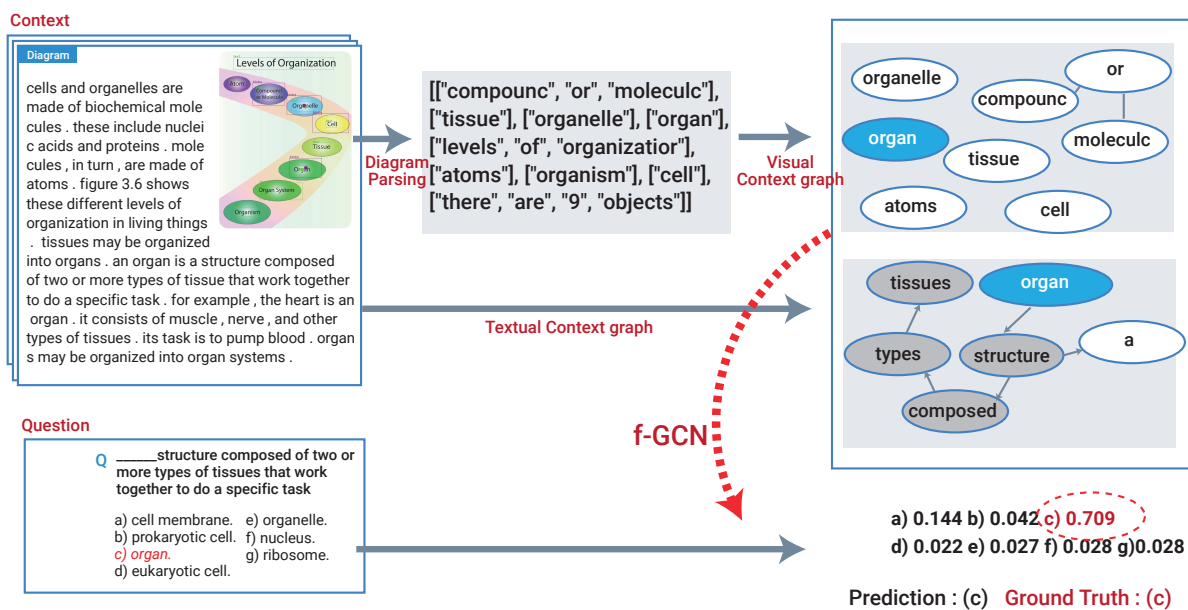 Context
Diagram
cells and organelles are
made of biochemical mole
cules . these include nuclei
c acids and proteins . mole
cules , in turn , are made of
atoms . figure 3.6 shows
these different levels of
organization in living things
. tissues may be organized
into organs . an organ is a structure composed
of two or more types of tissue that work together
to do a specific task . for example , the heart is an
organ . it consists of muscle , nerve , and other
types of tissues . its task is to pump blood . organ
s may be organized into organ systems .
Levels of Organization
Atom
Compound
or Molecule
Organelle
Cell
Tissue
Organ
Organ System
Organism
Diagram
Parsing
[["compounc", "or", "moleculc"],
["tissue"], ["organelle"], ["organ"],
["levels", "of", "organizatior"],
["atoms"], ["organism"], ["cell"],
["there", "are", "9", "objects"]]
Visual
Context graph
organelle
or
compounc
organ
moleculc
tissue
atoms
cell
Textual Context graph
tissues
organ
types
structure
a
composed
f-GCN
Question
Q ______structure composed of two or
more types of tissues that work
together to do a specific task
a) cell membrane. e) organelle.
b) prokaryotic cell. f) nucleus.
c) organ. g) ribosome.
d) eukaryotic cell.
a) 0.144 b) 0.042 c) 0.709
d) 0.022 e) 0.027 f) 0.028 g)0.028
Prediction : (c) Ground Truth : (c)